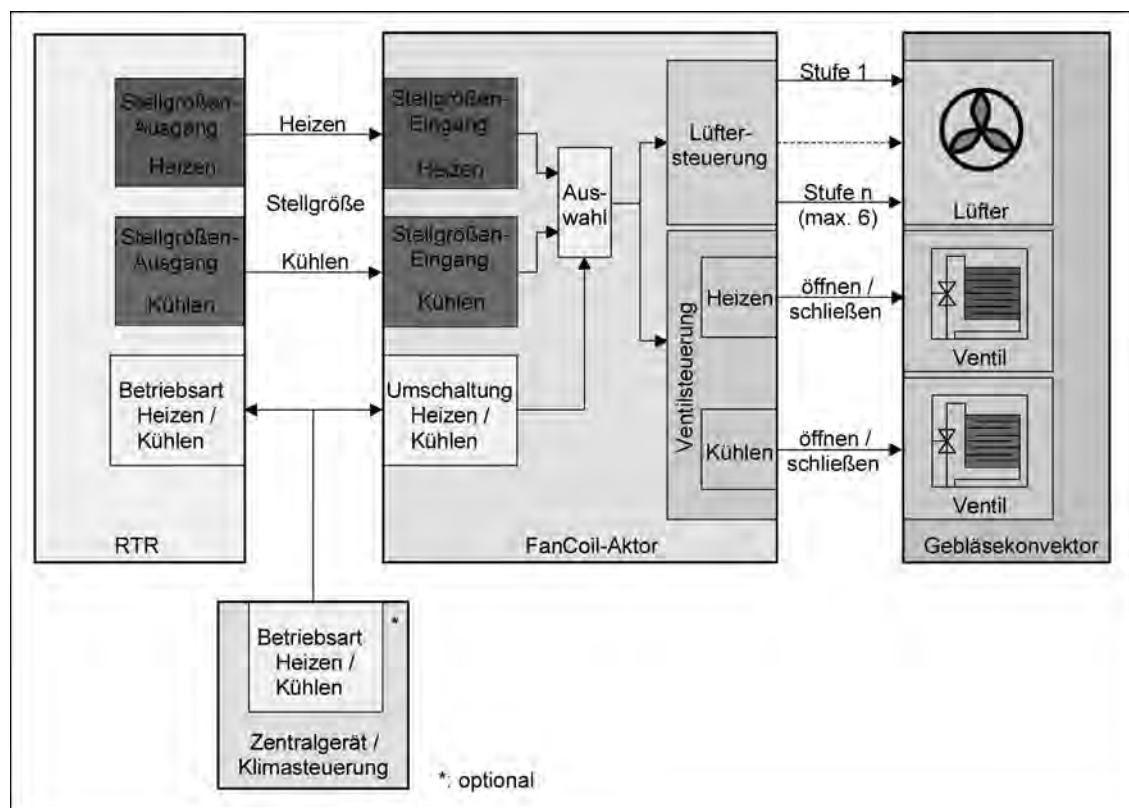 Stellgrößen-
Ausgang
Heizen
Stellgrößen-
Ausgang
Kühlen
Betriebsart
Heizen /
Kühlen
RTR
Heizen
Stellgröße
Kühlen
Stellgrößen-
Eingang
Heizen
Stellgrößen-
Eingang
Kühlen
Umschaltung
Heizen /
Kühlen
Aus-
wahl
Lüfter-
steuerung
Ventilsteuerung
Heizen
Kühlen
FanCoil-Aktor
Stufe 1
Stufe n
(max. 6)
öffnen /
schließen
öffnen /
schließen
Lüfter
Ventil
Ventil
Gebläsekonvektor
Betriebsart
Heizen /
Kühlen
*
Zentralgerät /
Klimasteuerung
*: optional